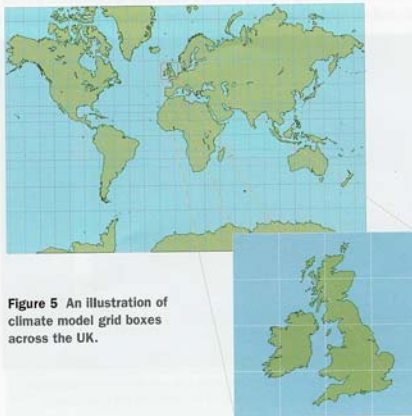 Figure 5 An illustration of
climate model grid boxes
across the UK.